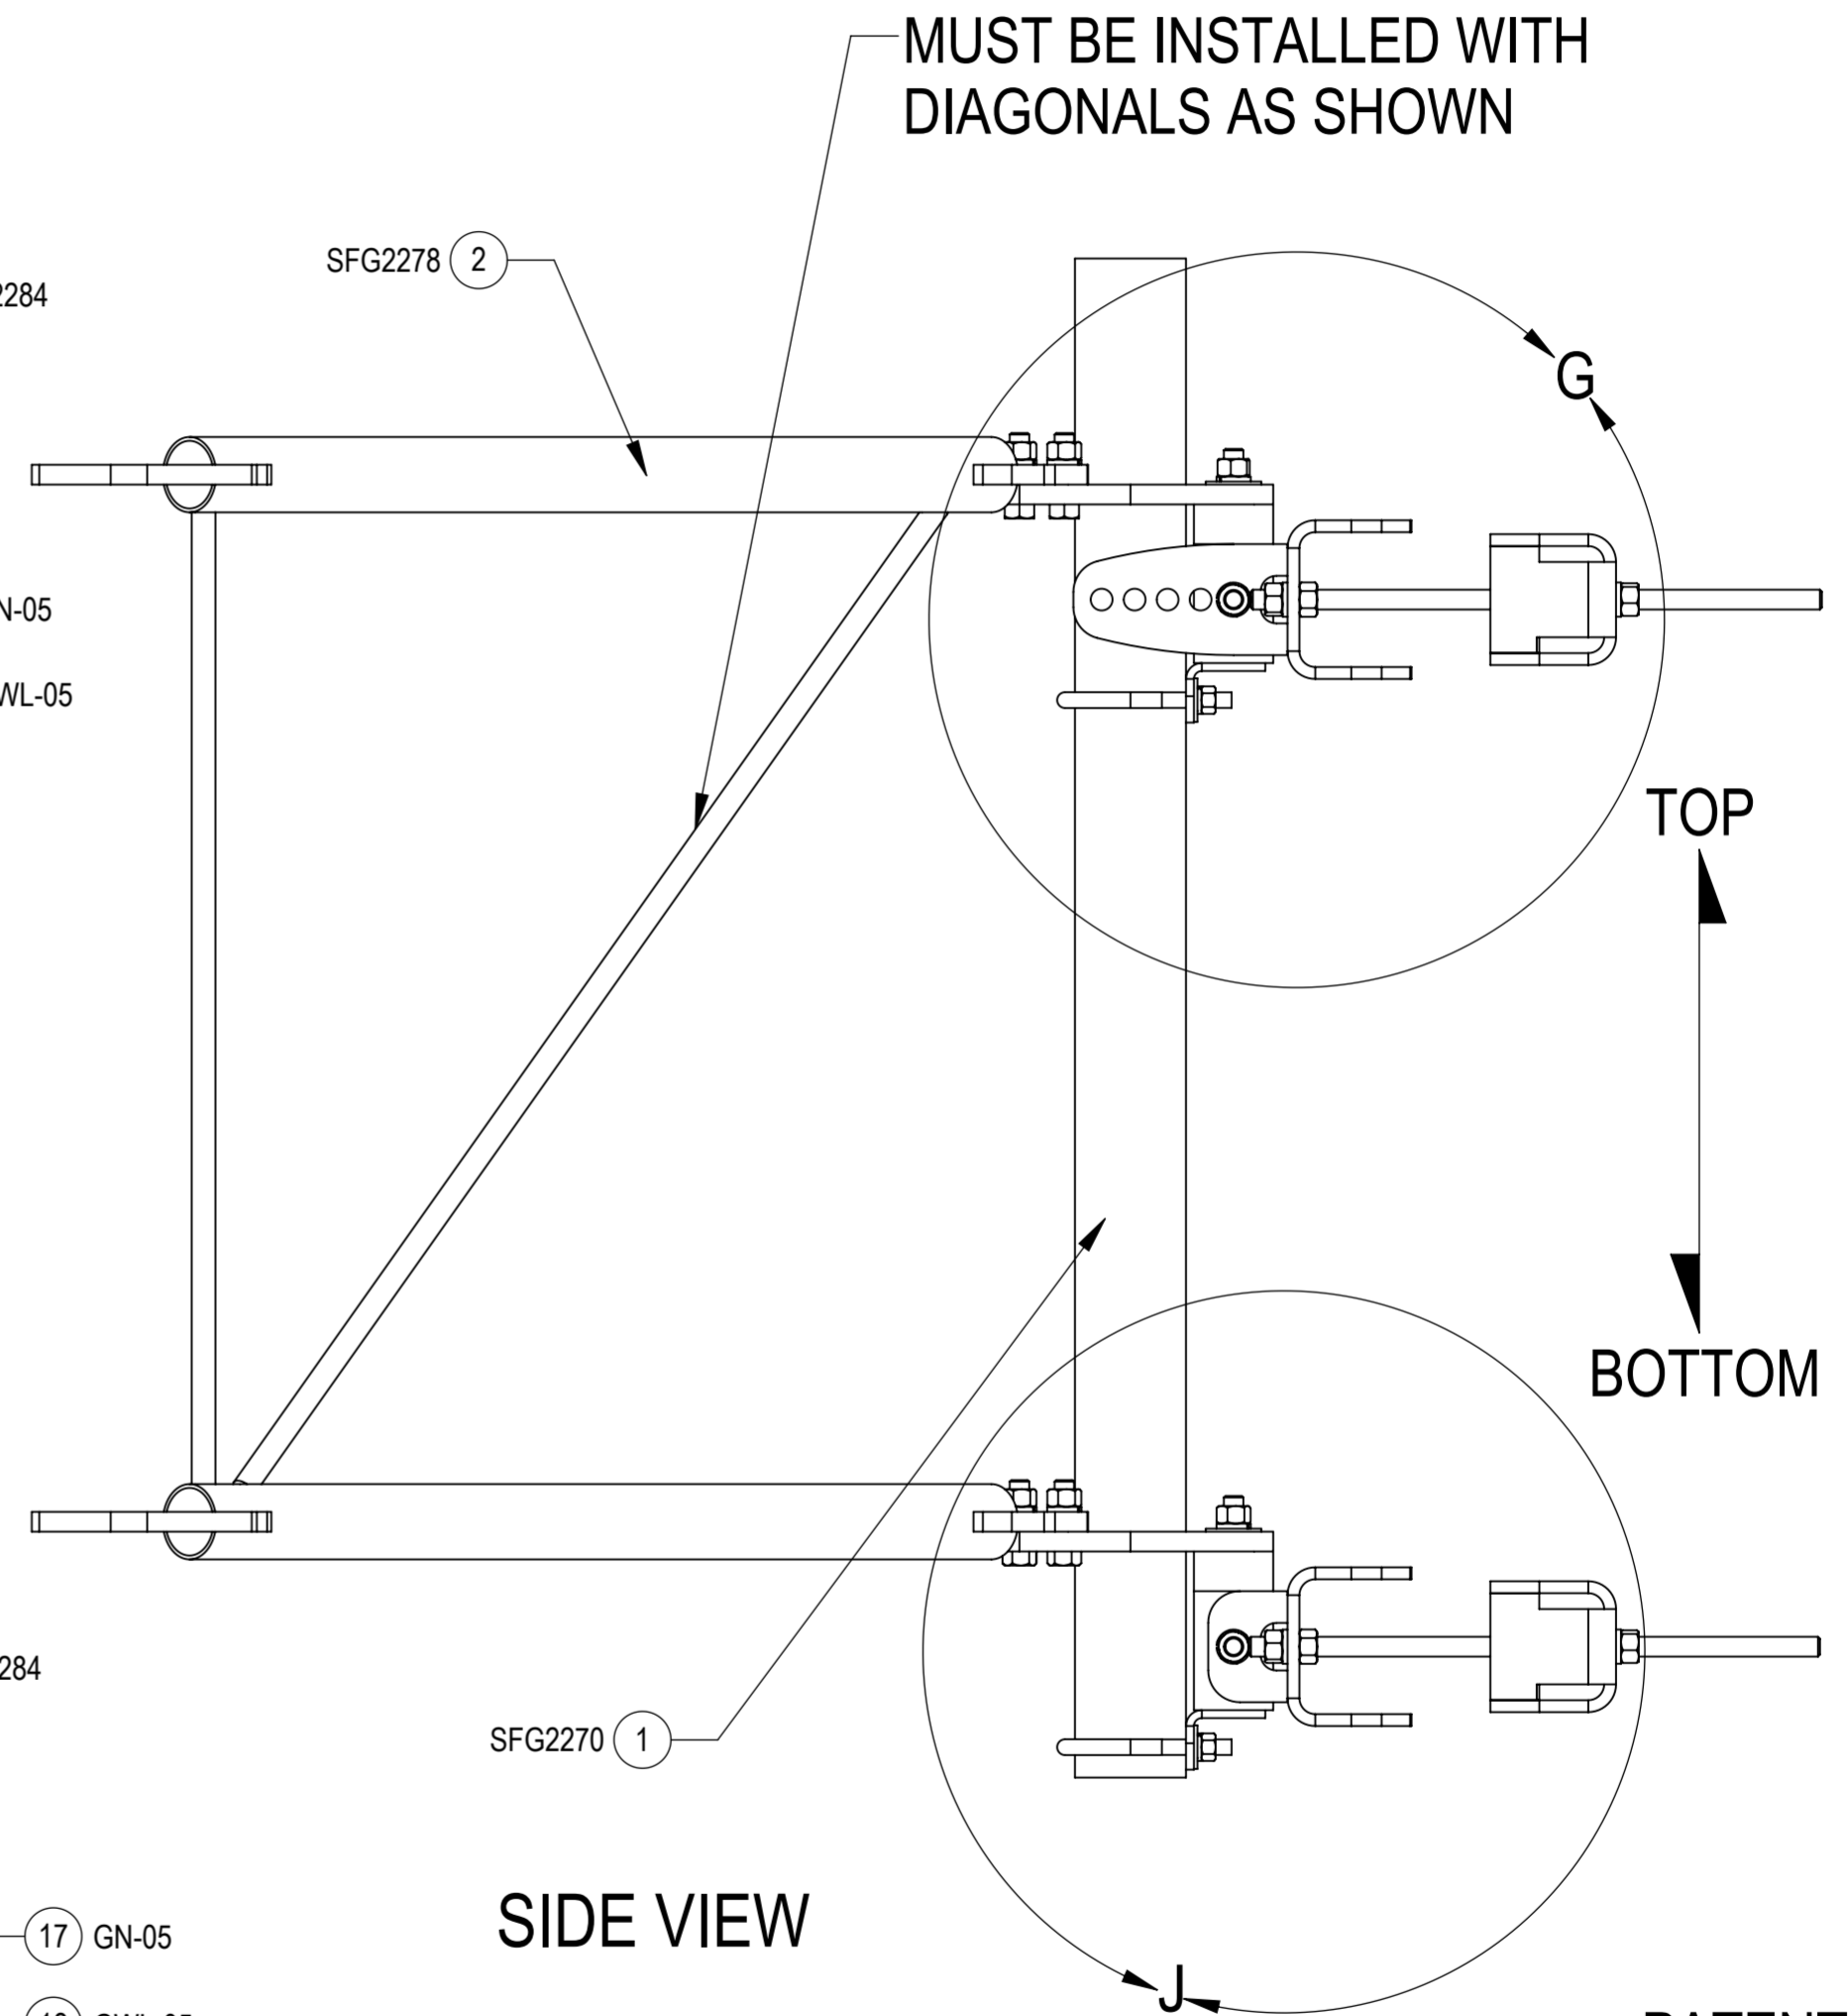 MUST BE INSTALLED WITH
DIAGONALS AS SHOWN
SFG2278 2
2284
G
N-05
WL-05
TOP
BOTTOM
284
SFG2270 1
SIDE VIEW
17 GN-05
J